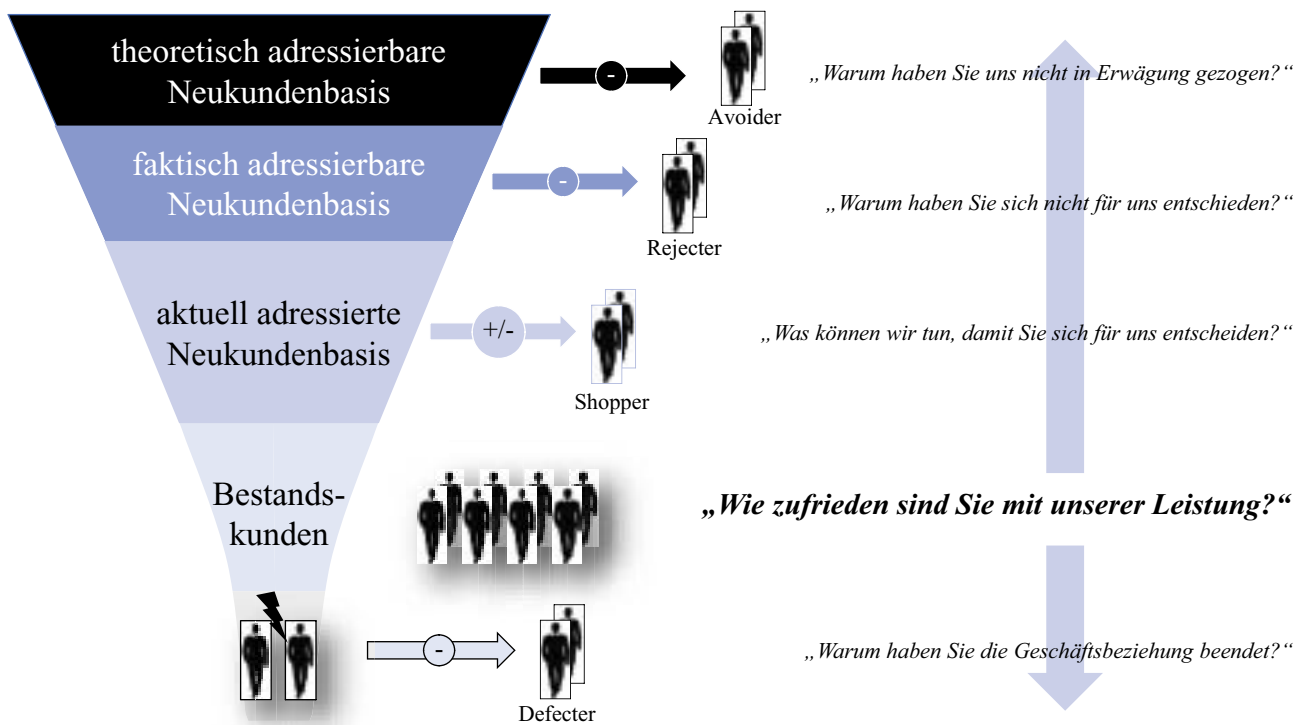 theoretisch adressierbare
Neukundenbasis
-
Avoider
„Warum haben Sie uns nicht in Erwägung gezogen?“
faktisch adressierbare
Neukundenbasis
-
Rejecter
„Warum haben Sie sich nicht für uns entschieden?“
aktuell adressierte
Neukundenbasis
+/-
Shopper
„Was können wir tun, damit Sie sich für uns entscheiden?“
Bestands-
kunden
„Wie zufrieden sind Sie mit unserer Leistung?“
-
Defecter
„Warum haben Sie die Geschäftsbeziehung beendet?“